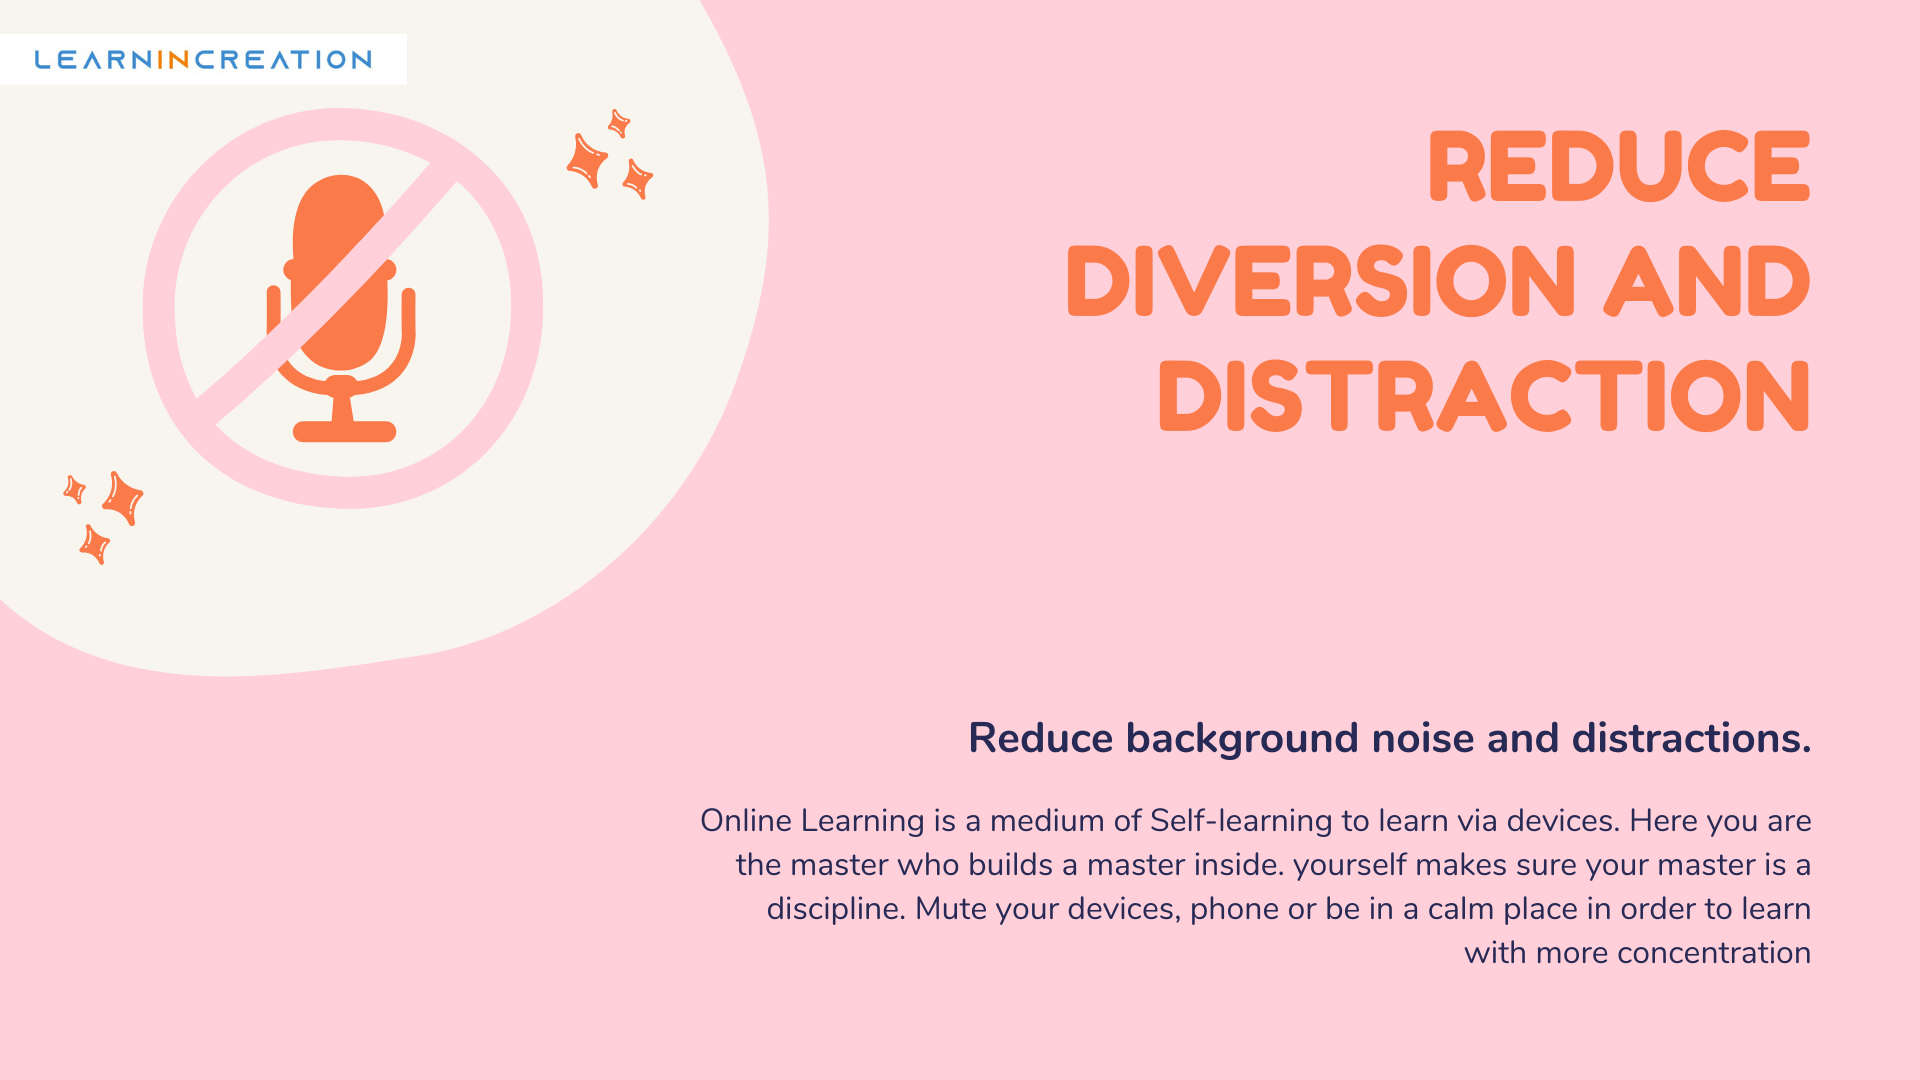 LEARNINCREATION
REDUCE
DIVERSION AND
DISTRACTION
Reduce background noise and distractions.
Online Learning is a medium of Self-learning to learn via devices. Here you are
the master who builds a master inside. yourself makes sure your master is a
discipline. Mute your devices, phone or be in a calm place in order to learn
with more concentration